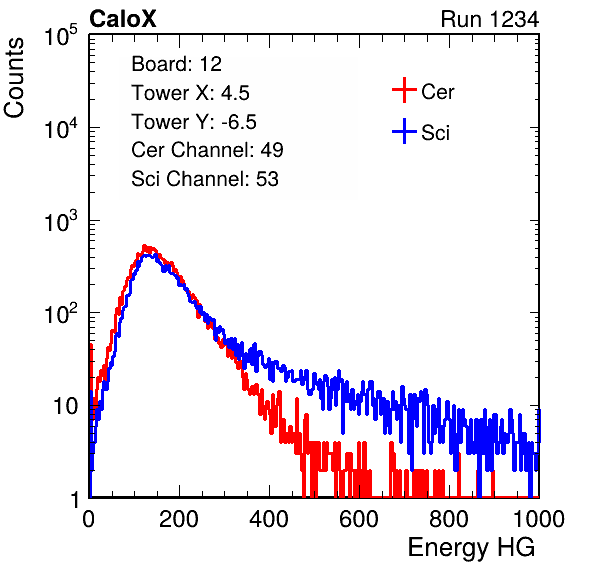 CaloX Run 1234
Counts
10^5
10^4
10^3
10^2
10
1
Board: 12
Tower X: 4.5
Tower Y: -6.5
Cer Channel: 49
Sci Channel: 53
Cer
Sci
0 200 400 600 800 1000
Energy HG